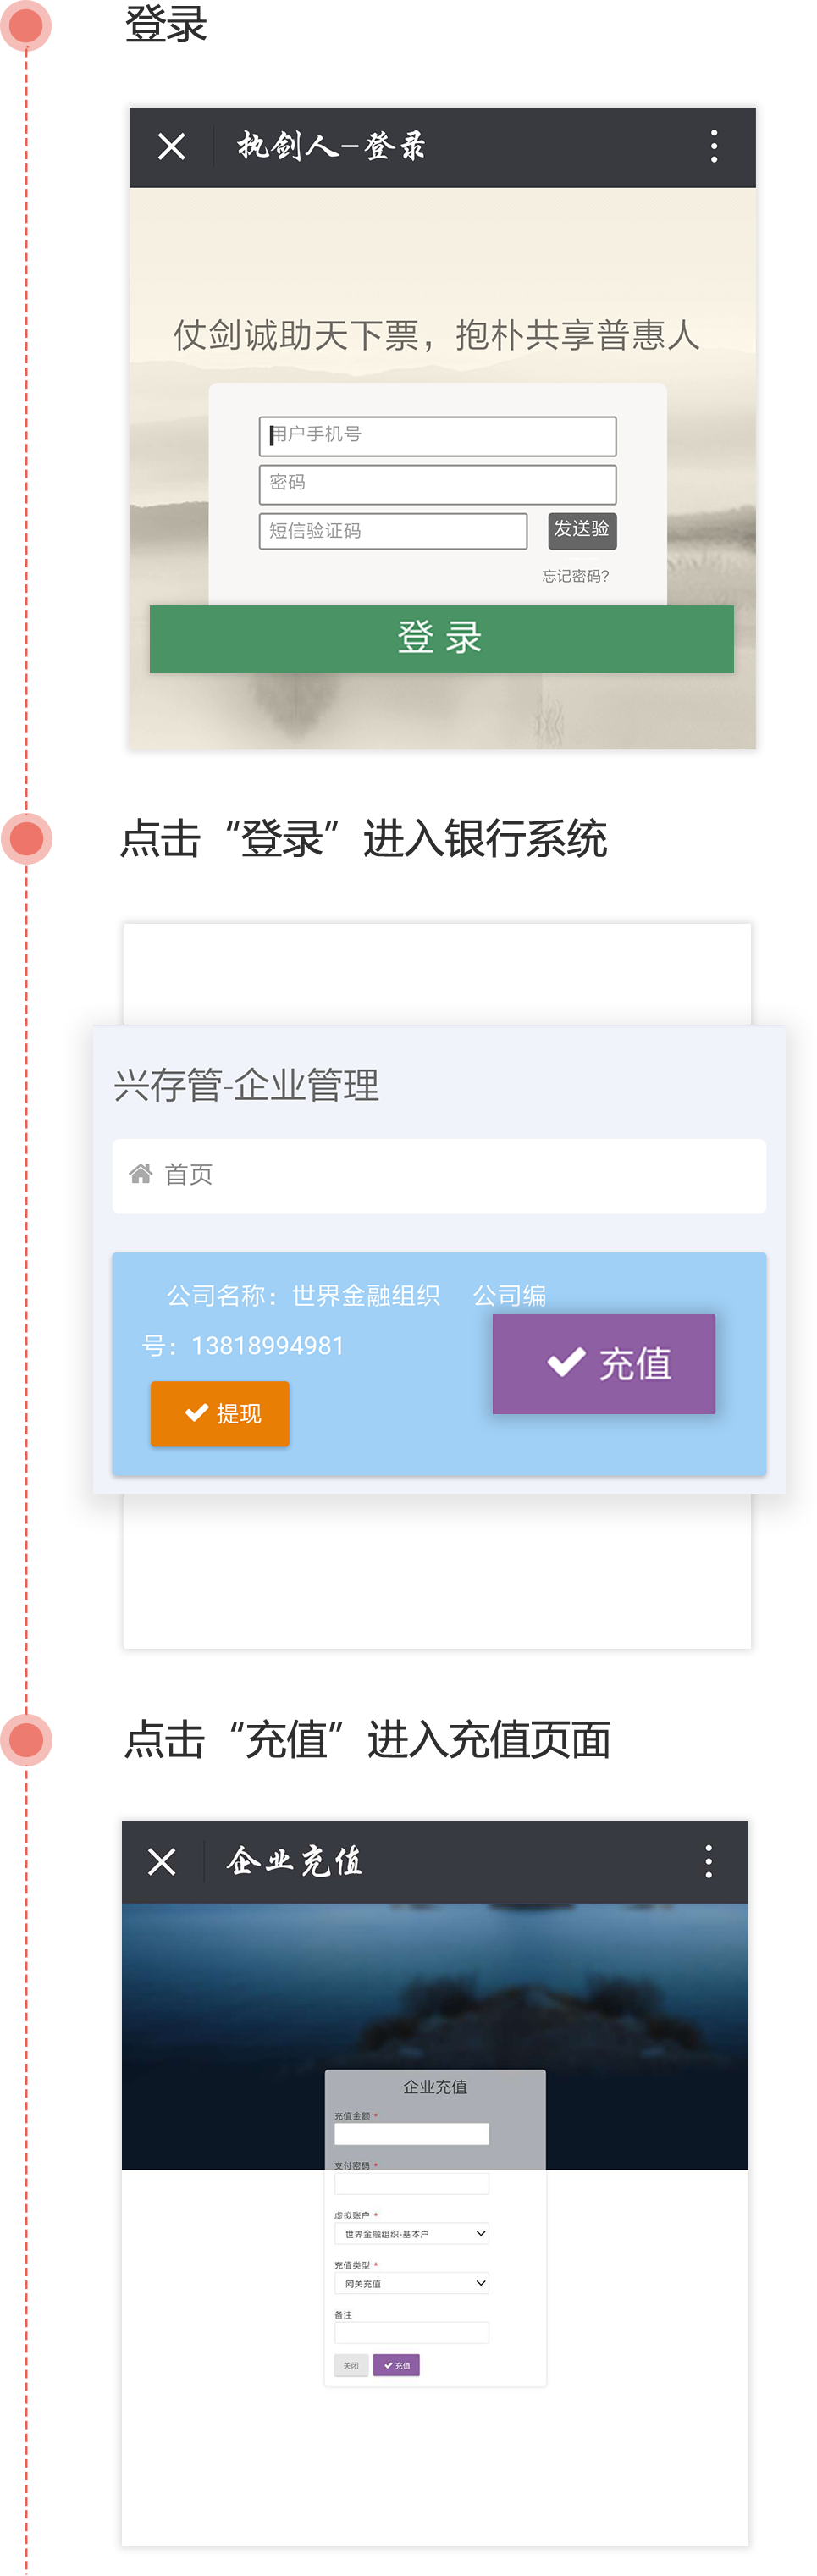 登录
执剑人-登录
仗剑诚助天下票，抱朴共享普惠人
用户手机号
密码
短信验证码
发送验
忘记密码?
登 录
点击“登录”进入银行系统
兴存管-企业管理
首页
公司名称：世界金融组织 公司编
号：13818994981
充值
提现
点击“充值”进入充值页面
企业充值
企业充值
充值金额 *
支付密码 *
虚拟账户 *
世界金融组织-基本户
充值类型 *
网关充值
备注
关闭 充值